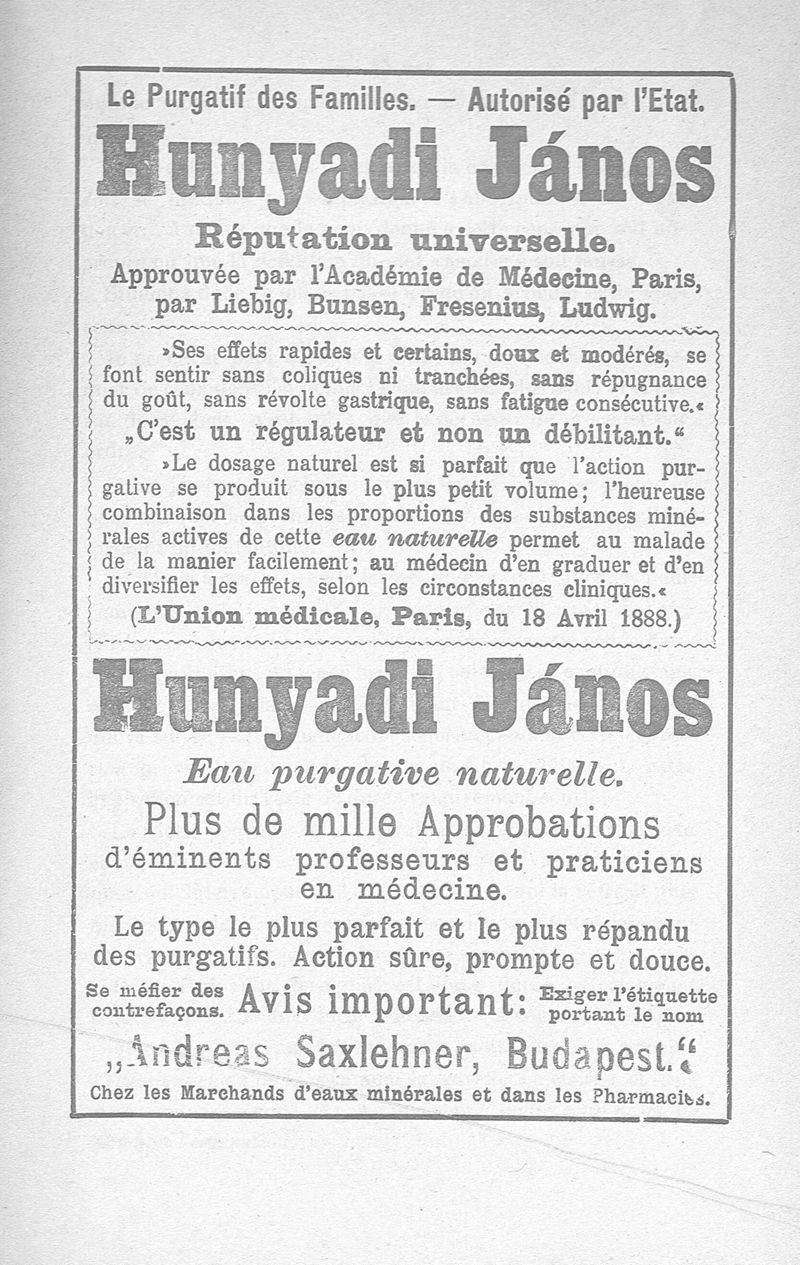 Le Purgatif des Familles. — Autorisé par l'Etat.
Hunyadi János
Réputation universelle.
Approuvée par l'Académie de Médecine, Paris,
par Liebig, Bunsen, Fresenius, Ludwig.
»Ses effets rapides et certains, doux et modérés, se
font sentir sans coliques ni tranchées, sans répugnance
du goût, sans révolte gastrique, sans fatigue consécutive.«
„C'est un régulateur et non un débilitant.“
»Le dosage naturel est si parfait que l'action pur-
gative se produit sous le plus petit volume; l'heureuse
combinaison dans les proportions des substances miné-
rales actives de cette eau naturelle permet au malade
de la manier facilement; au médecin d'en graduer et d'en
diversifier les effets, selon les circonstances cliniques.«
(L'Union médicale, Paris, du 18 Avril 1888.)
Hunyadi János
Eau purgative naturelle.
Plus de mille Approbations
d'éminents professeurs et praticiens
en médecine.
Le type le plus parfait et le plus répandu
des purgatifs. Action sûre, prompte et douce.
Se méfier des
contrefaçons.
Avis important:
Exiger l'étiquette
portant le nom
„Andreas Saxlehner, Budapest.“
Chez les Marchands d'eaux minérales et dans les Pharmacies.